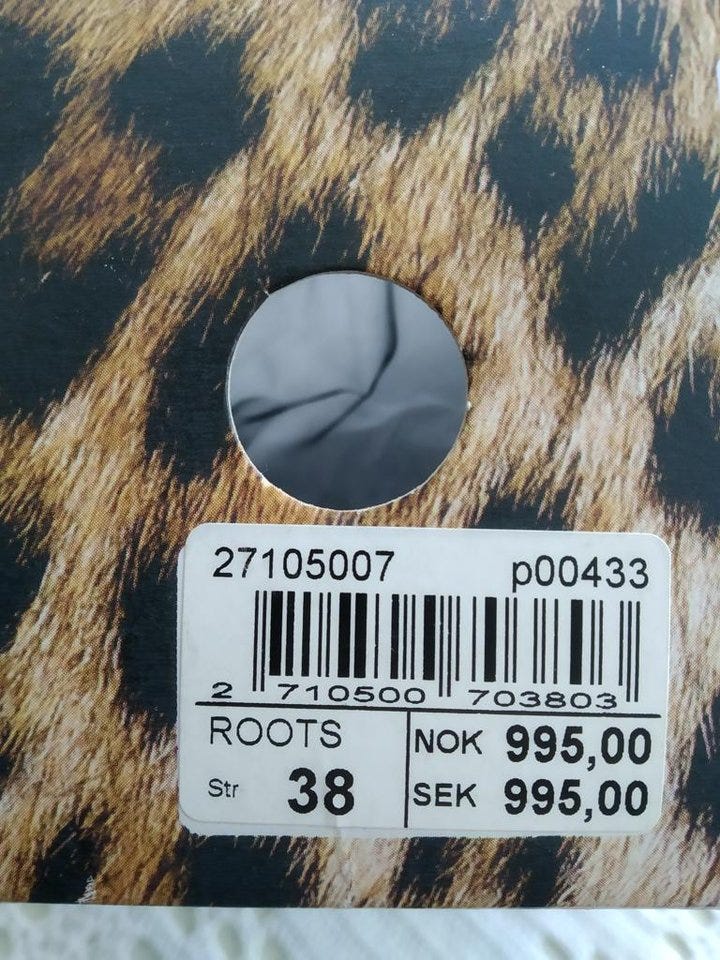 27105007 p00433
2 710500 703803
ROOTS
Str 38
NOK 995,00
SEK 995,00